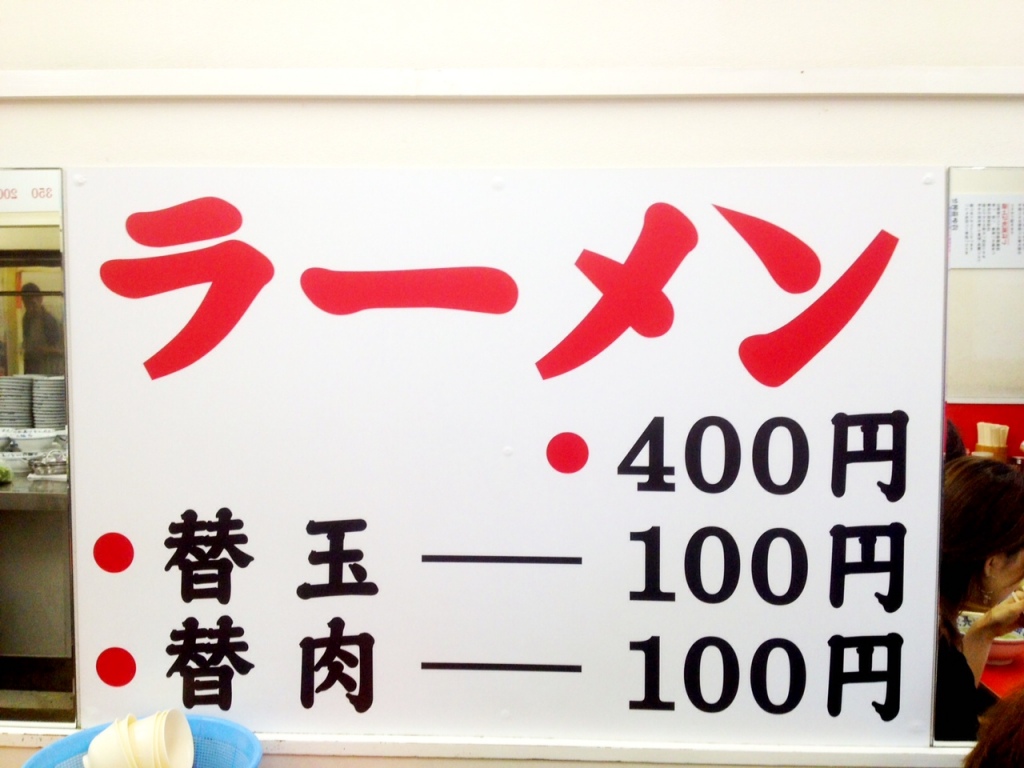 ラーメン
● 400円
● 替玉 — 100円
● 替肉 — 100円